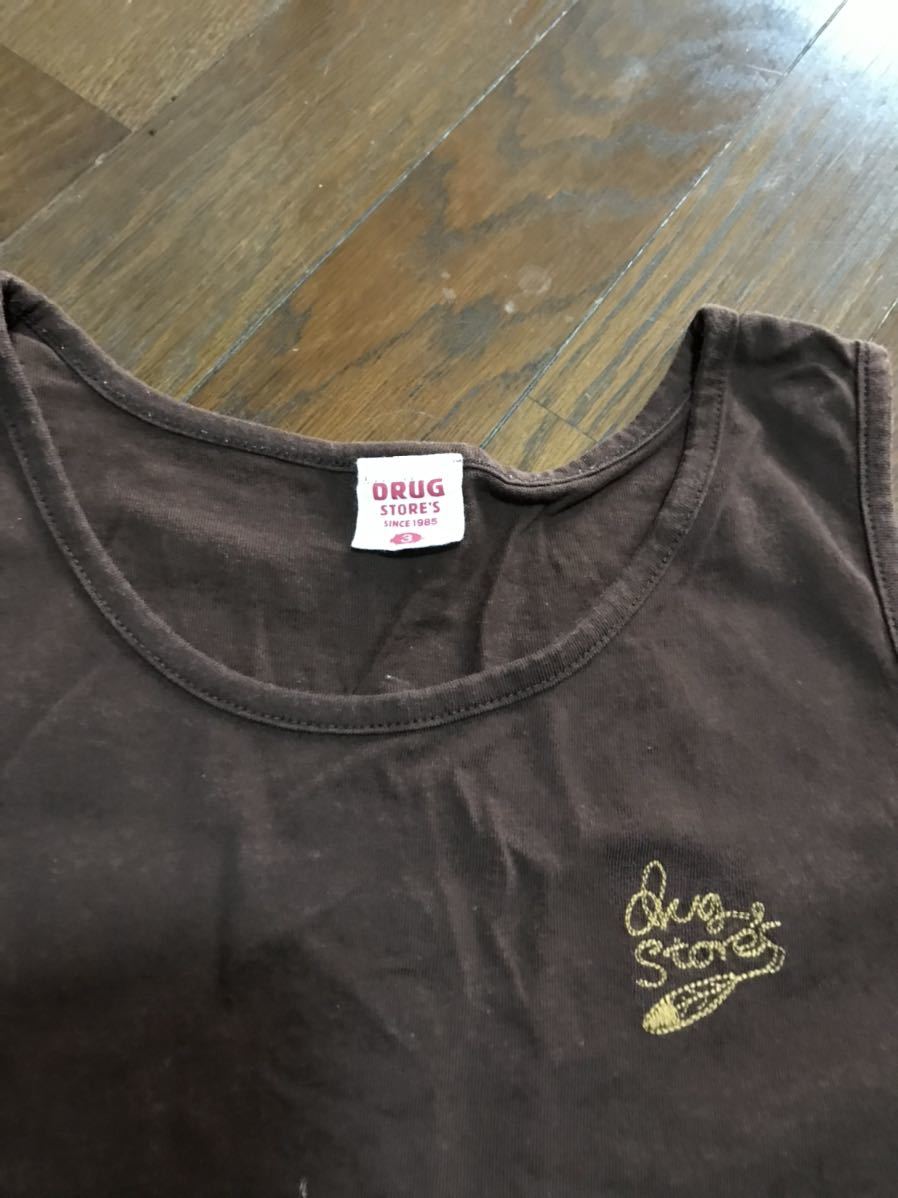 DRUG
STORE'S
SINCE 1985
3
Drug
Store's